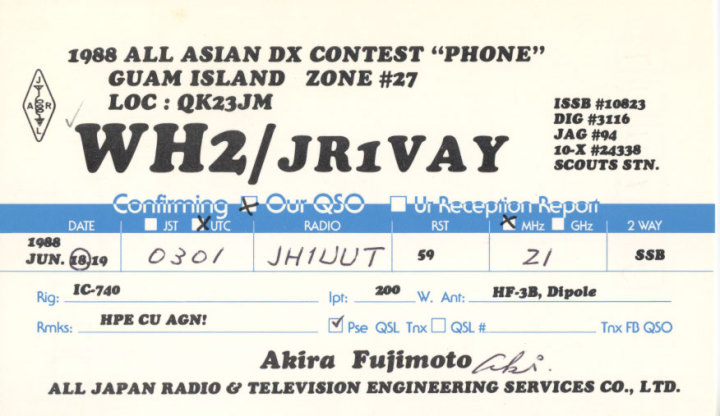 1988 ALL ASIAN DX CONTEST "PHONE"
GUAM ISLAND ZONE #27
LOC : QK23JM
J
A R
L
ISSB #10823
DIG #3116
JAG #94
10-X #24338
SCOUTS STN.
WH2/JR1VAY
Confirming Our QSO Ur Reception Report
DATE JST UTC RADIO RST MHz GHz 2 WAY
1988
JUN. 18,19 0301 JH1UUT 59 21 SSB
Rig: IC-740 Ipt: 200 W. Ant: HF-3B, Dipole
Rmks: HPE CU AGN! Pse QSL Tnx QSL # Tnx FB QSO
Akira Fujimoto Aki.
ALL JAPAN RADIO & TELEVISION ENGINEERING SERVICES CO., LTD.